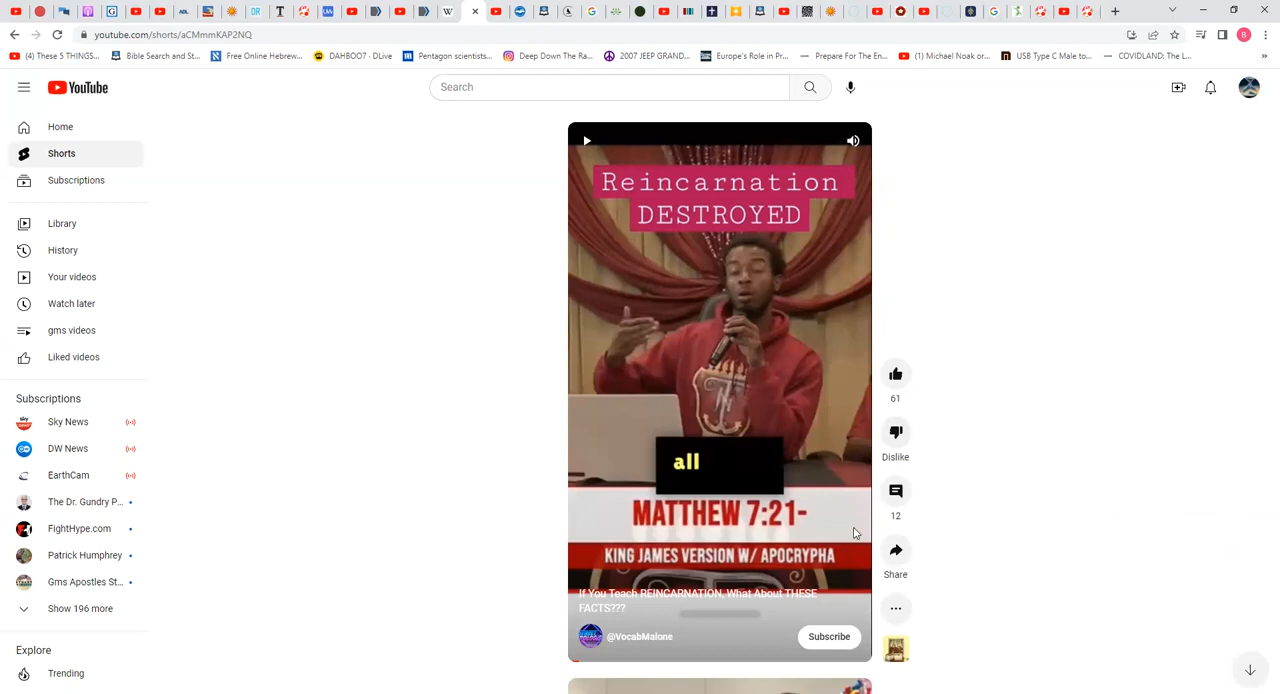 youtube.com/shorts/aCMmmKAP2NQ
(4) These 5 THINGS...
Bible Search and St...
Free Online Hebrew...
DAHBOO7 - DLive
Pentagon scientists...
Deep Down The Ra...
2007 JEEP GRAND...
Europe's Role in Pr...
Prepare For The En...
(1) Michael Noak or...
USB Type C Male to...
COVIDLAND: The L...
YouTube
Search
Home
Shorts
Subscriptions
Library
History
Your videos
Watch later
gms videos
Liked videos
Subscriptions
Sky News
DW News
EarthCam
The Dr. Gundry P...
FightHype.com
Patrick Humphrey
Gms Apostles St...
Show 196 more
Explore
Trending
Reincarnation
DESTROYED
all
MATTHEW 7:21-
KING JAMES VERSION W/ APOCRYPHA
If You Teach REINCARNATION, What About THESE
FACTS???
@VocabMalone
Subscribe
61
Dislike
12
Share